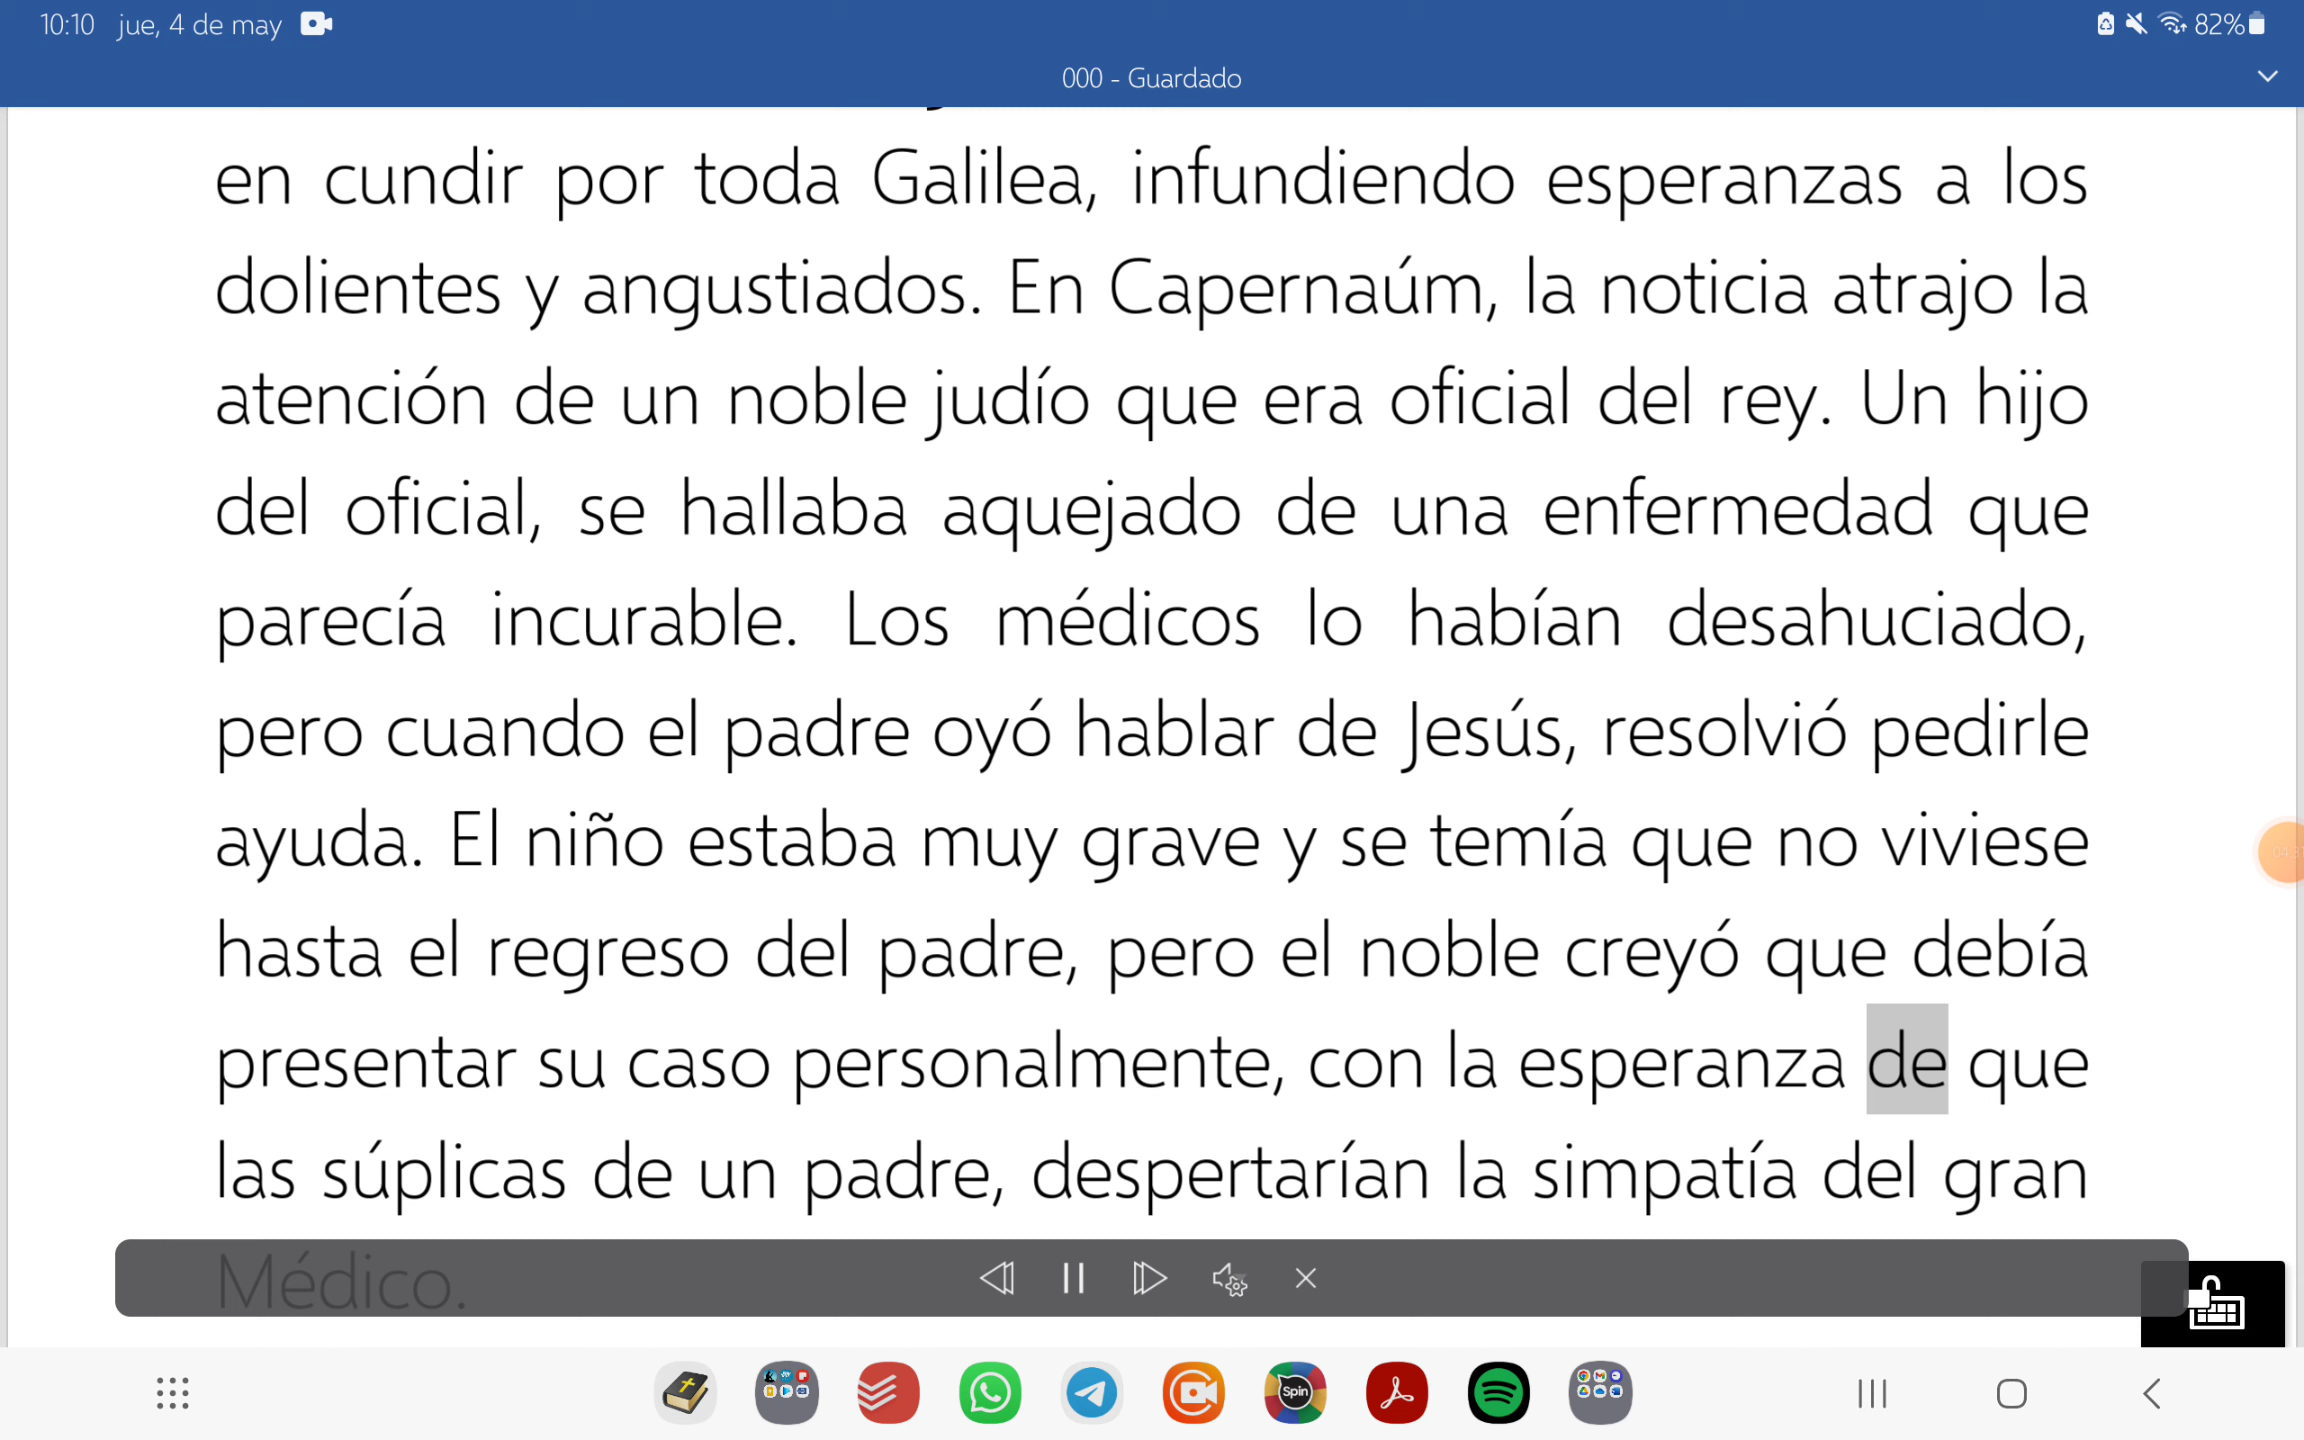 10:10 jue, 4 de may 82%
000 - Guardado
en cundir por toda Galilea, infundiendo esperanzas a los
dolientes y angustiados. En Capernaúm, la noticia atrajo la
atención de un noble judío que era oficial del rey. Un hijo
del oficial, se hallaba aquejado de una enfermedad que
parecía incurable. Los médicos lo habían desahuciado,
pero cuando el padre oyó hablar de Jesús, resolvió pedirle
ayuda. El niño estaba muy grave y se temía que no viviese
hasta el regreso del padre, pero el noble creyó que debía
presentar su caso personalmente, con la esperanza de que
las súplicas de un padre, despertarían la simpatía del gran
Médico.
Spin